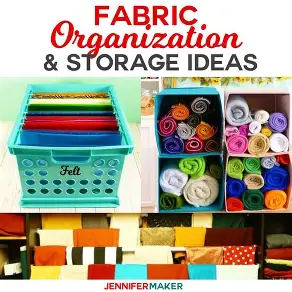 FABRIC
Organization
& STORAGE IDEAS
Felt
JENNIFERMAKER